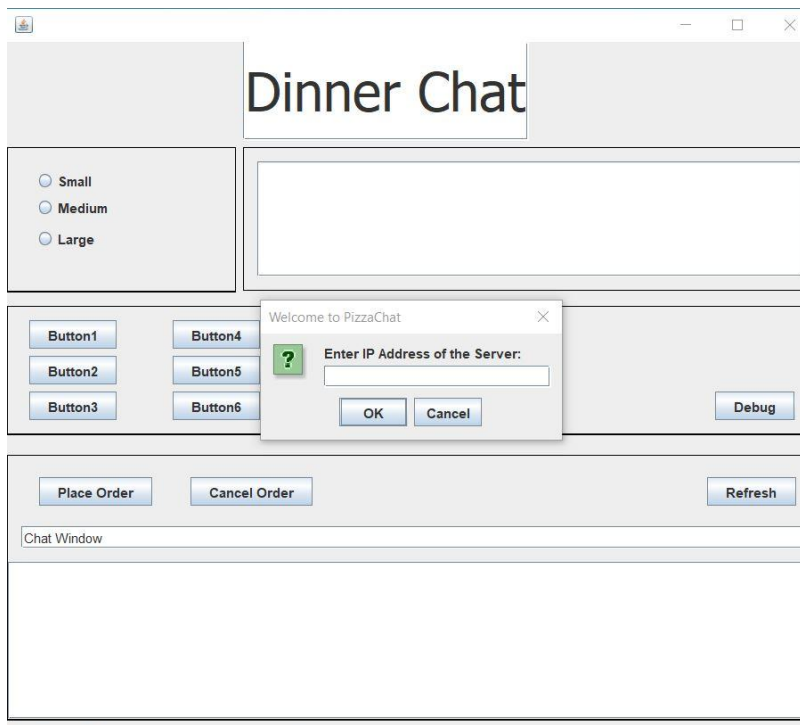 Dinner Chat
Small
Medium
Large
Welcome to PizzaChat
?
Enter IP Address of the Server:
OK Cancel
Button1 Button4
Button2 Button5
Button3 Button6 Debug
Place Order Cancel Order Refresh
Chat Window